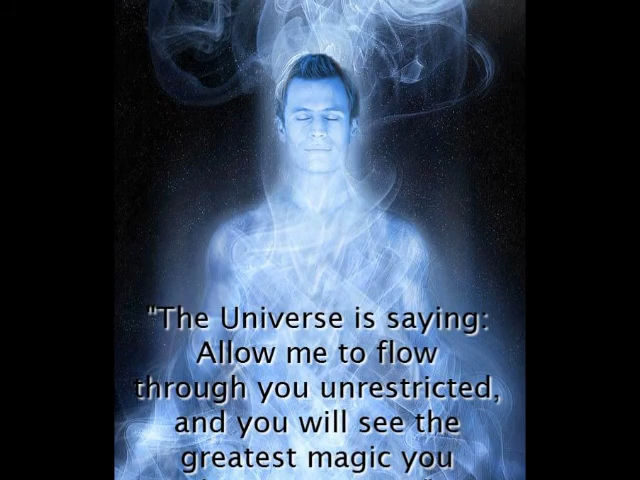 "The Universe is saying:
Allow me to flow
through you unrestricted,
and you will see the
greatest magic you